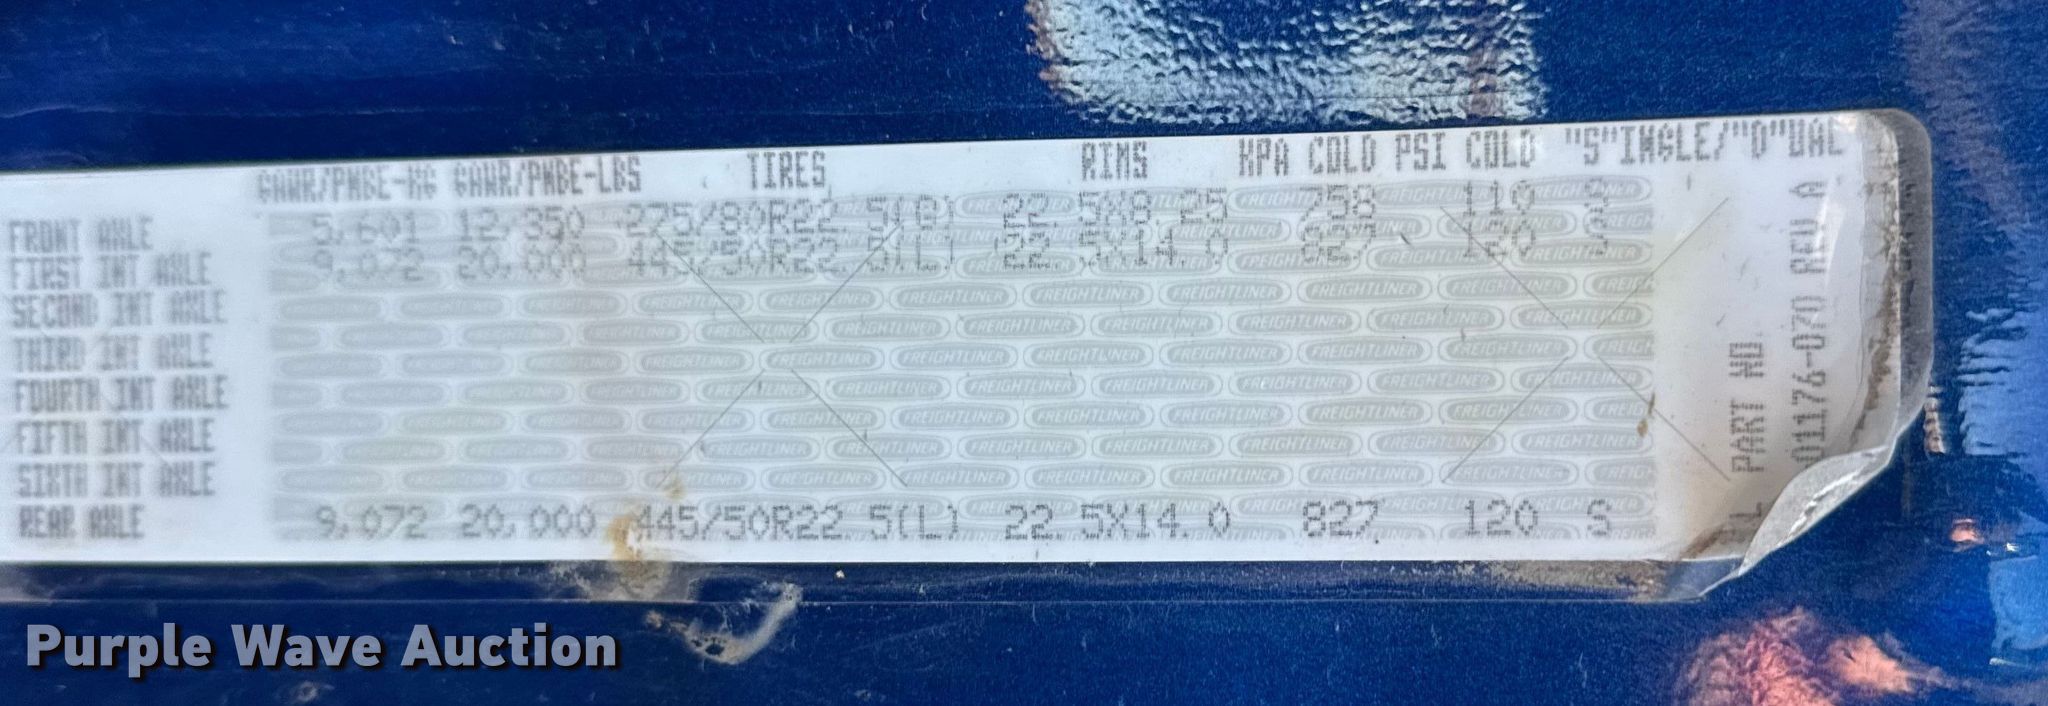 GAWR/PNBE-KG GAWR/PNBE-LBS TIRES RIMS KPA COLD PSI COLD "S"INGLE/"D"UAL
FRONT AXLE 5,601 12,350 275/80R22.5(G) 22.5X8.25 758 110 S
FIRST INT AXLE 9,072 20,000 445/50R22.5(L) 22.5X14.0 827 120 S
SECOND INT AXLE
THIRD INT AXLE
FOURTH INT AXLE
FIFTH INT AXLE
SIXTH INT AXLE
REAR AXLE 9,072 20,000 445/50R22.5(L) 22.5X14.0 827 120 S
PART NO
01176-070 REV A
FREIGHTLINER
Purple Wave Auction